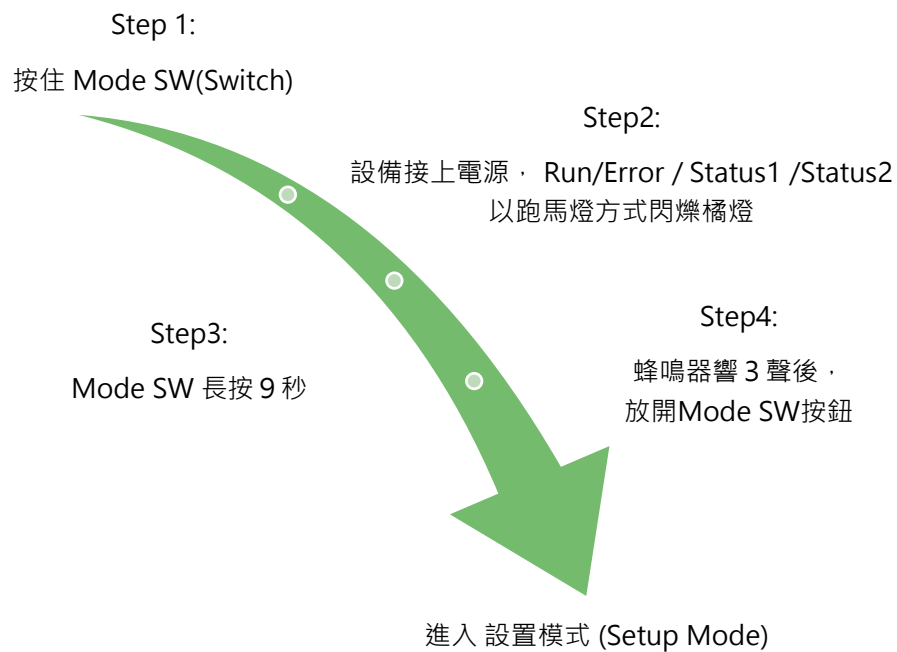 Step 1:
按住 Mode SW(Switch)
Step2:
設備接上電源， Run/Error / Status1 /Status2
以跑馬燈方式閃爍橘燈
Step3:
Mode SW 長按 9 秒
Step4:
蜂鳴器響 3 聲後，
放開Mode SW按鈕
進入 設置模式 (Setup Mode)